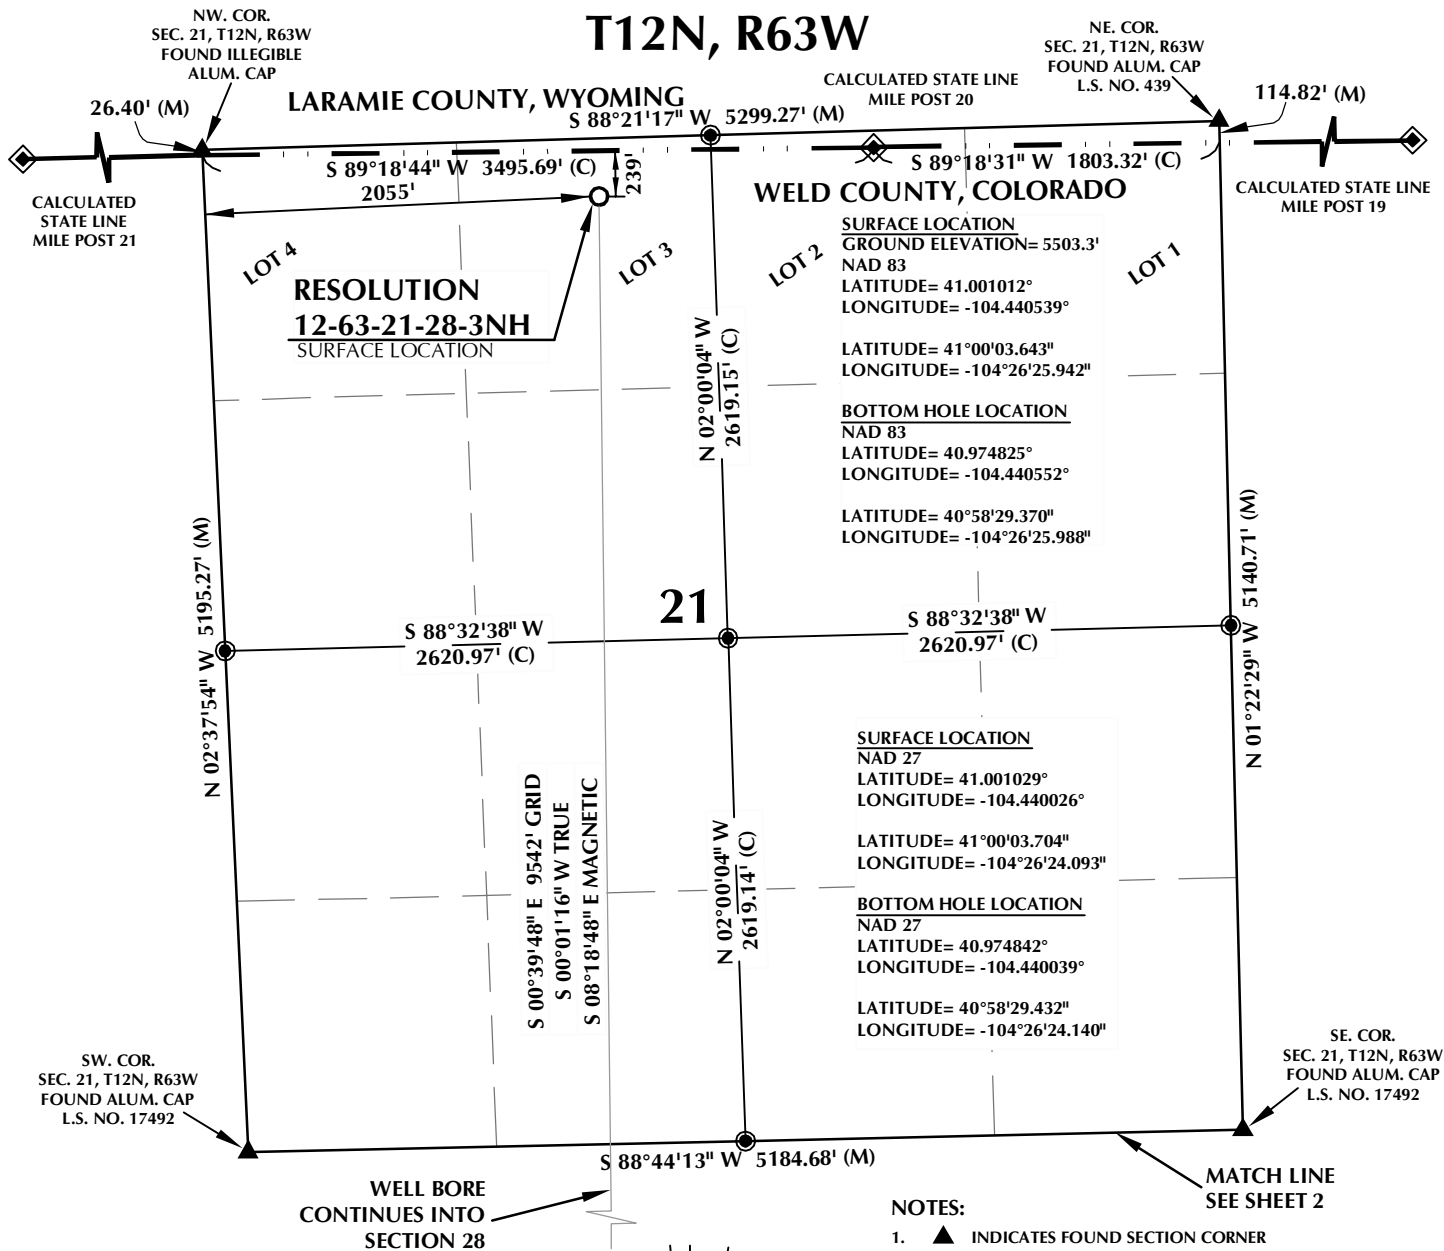 T12N, R63W
NW. COR.
SEC. 21, T12N, R63W
FOUND ILLEGIBLE
ALUM. CAP
NE. COR.
SEC. 21, T12N, R63W
FOUND ALUM. CAP
L.S. NO. 439
CALCULATED STATE LINE
MILE POST 20
26.40' (M)
LARAMIE COUNTY, WYOMING
114.82' (M)
S 88°21'17" W 5299.27' (M)
S 89°18'44" W 3495.69' (C)
S 89°18'31" W 1803.32' (C)
2055'
239'
WELD COUNTY, COLORADO
CALCULATED
STATE LINE
MILE POST 21
CALCULATED STATE LINE
MILE POST 19
LOT 4
LOT 3
LOT 2
LOT 1
RESOLUTION
12-63-21-28-3NH
SURFACE LOCATION
SURFACE LOCATION
GROUND ELEVATION= 5503.3'
NAD 83
LATITUDE= 41.001012°
LONGITUDE= -104.440539°
LATITUDE= 41°00'03.643"
LONGITUDE= -104°26'25.942"
BOTTOM HOLE LOCATION
NAD 83
LATITUDE= 40.974825°
LONGITUDE= -104.440552°
LATITUDE= 40°58'29.370"
LONGITUDE= -104°26'25.988"
N 02°00'04" W
2619.15' (C)
N 02°37'54" W 5195.27' (M)
N 01°22'29" W 5140.71' (M)
21
S 88°32'38" W
2620.97' (C)
S 88°32'38" W
2620.97' (C)
S 00°39'48" E 9542' GRID
S 00°01'16" W TRUE
S 08°18'48" E MAGNETIC
N 02°00'04" W
2619.14' (C)
SURFACE LOCATION
NAD 27
LATITUDE= 41.001029°
LONGITUDE= -104.440026°
LATITUDE= 41°00'03.704"
LONGITUDE= -104°26'24.093"
BOTTOM HOLE LOCATION
NAD 27
LATITUDE= 40.974842°
LONGITUDE= -104.440039°
LATITUDE= 40°58'29.432"
LONGITUDE= -104°26'24.140"
SW. COR.
SEC. 21, T12N, R63W
FOUND ALUM. CAP
L.S. NO. 17492
SE. COR.
SEC. 21, T12N, R63W
FOUND ALUM. CAP
L.S. NO. 17492
S 88°44'13" W 5184.68' (M)
WELL BORE
CONTINUES INTO
SECTION 28
MATCH LINE
SEE SHEET 2
NOTES:
1. ▲ INDICATES FOUND SECTION CORNER